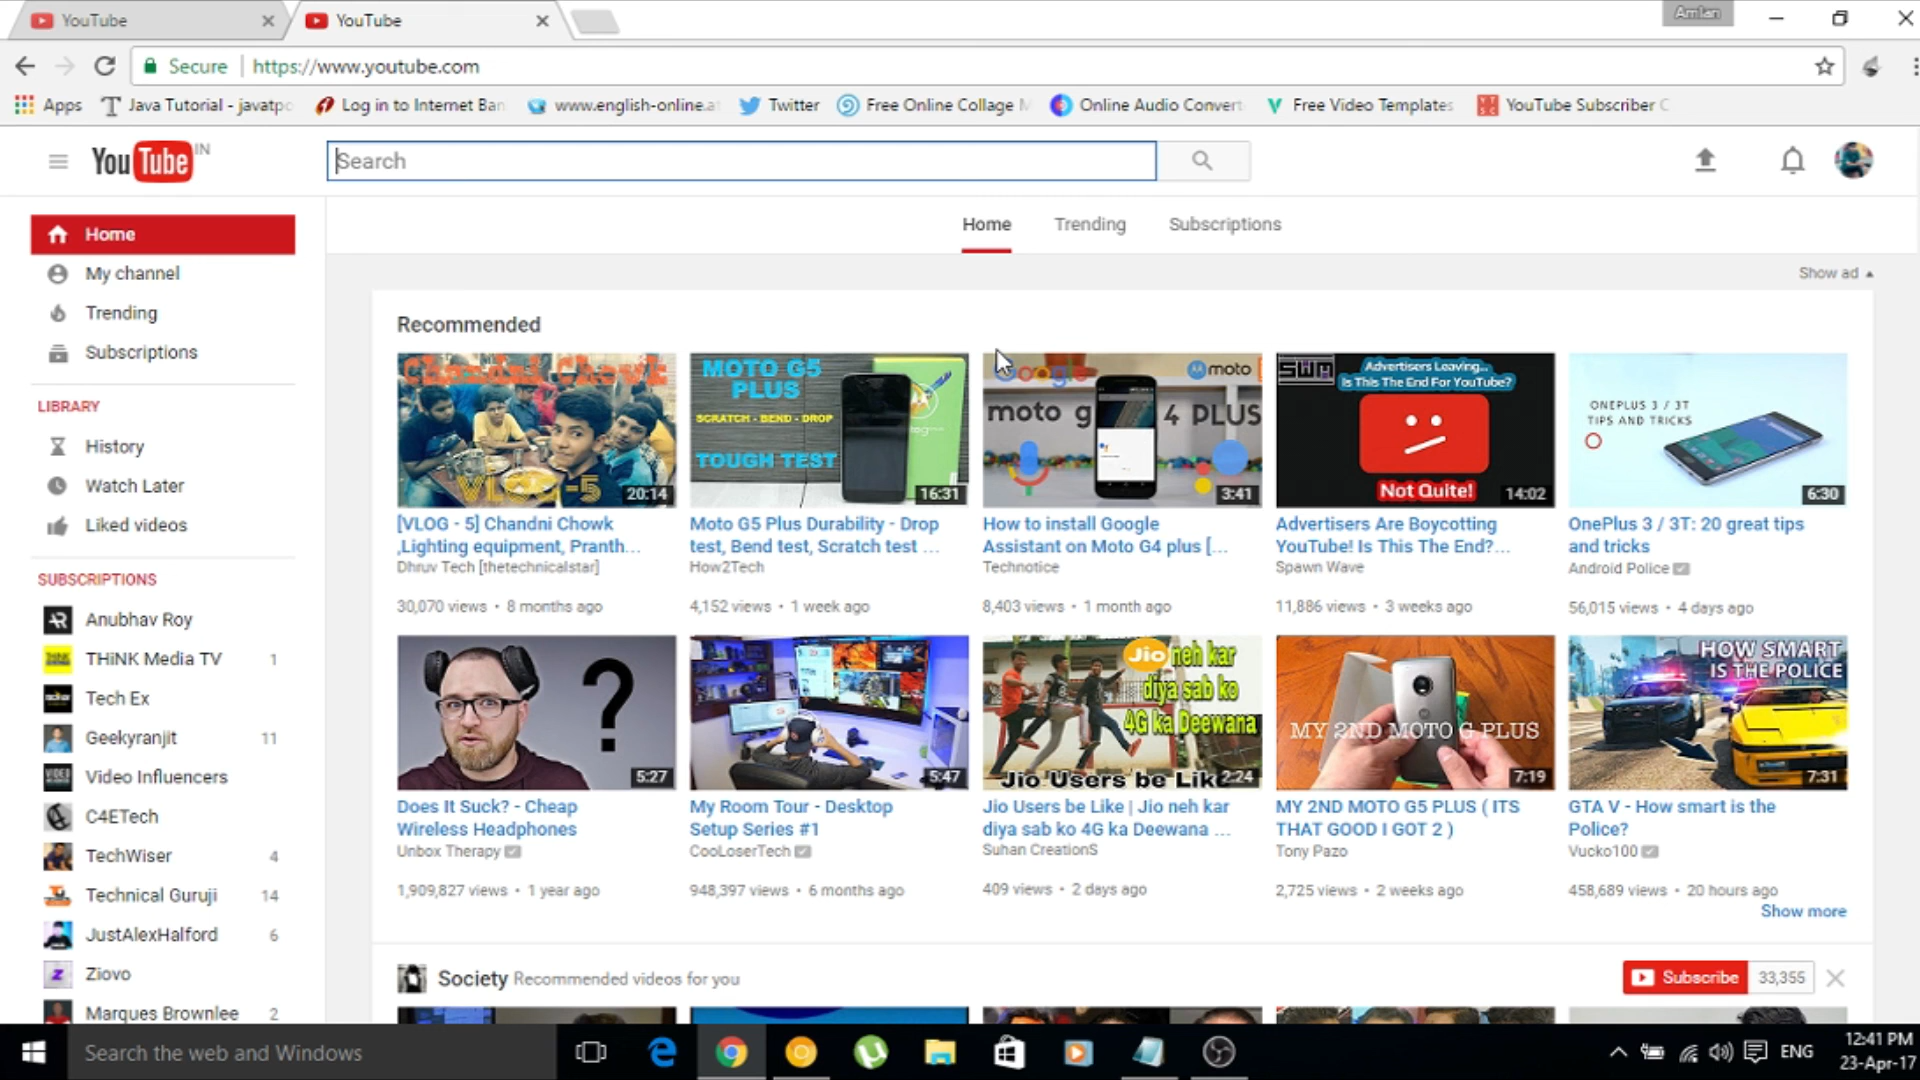 YouTube
YouTube
Amlan
Secure
https://www.youtube.com
Apps
Java Tutorial - javatp
Log in to Internet Ban
www.english-online.a
Twitter
Free Online Collage M
Online Audio Convert
Free Video Templates
YouTube Subscriber C
YouTube IN
Search
Home
Trending
Subscriptions
Show ad
Home
My channel
Trending
Subscriptions
LIBRARY
History
Watch Later
Liked videos
SUBSCRIPTIONS
Anubhav Roy
THiNK Media TV 1
Tech Ex
Geekyranjit 11
Video Influencers
C4ETech
TechWiser 4
Technical Guruji 14
JustAlexHalford 6
Ziovo
Marques Brownlee 2
Recommended
Chandni Chowk
VLOG-5
20:14
[VLOG - 5] Chandni Chowk
,Lighting equipment, Pranth...
Dhruv Tech [thetechnicalstar]
30,070 views • 8 months ago
MOTO G5
PLUS
SCRATCH - BEND - DROP
TOUGH TEST
16:31
Moto G5 Plus Durability - Drop
test, Bend test, Scratch test ...
How2Tech
4,152 views • 1 week ago
Google
moto
moto g 4 PLUS
3:41
How to install Google
Assistant on Moto G4 plus [...
Technotice
8,403 views • 1 month ago
SWM
Advertisers Leaving...
Is This The End For YouTube?
Not Quite!
14:02
Advertisers Are Boycotting
YouTube! Is This The End?...
Spawn Wave
11,886 views • 3 weeks ago
ONEPLUS 3 / 3T
TIPS AND TRICKS
6:30
OnePlus 3 / 3T: 20 great tips
and tricks
Android Police
56,015 views • 4 days ago
?
5:27
Does It Suck? - Cheap
Wireless Headphones
Unbox Therapy
1,909,827 views • 1 year ago
5:47
My Room Tour - Desktop
Setup Series #1
CooLoserTech
948,397 views • 6 months ago
Jio neh kar
diya sab ko
4G ka Deewana
Jio Users be Like
2:24
Jio Users be Like | Jio neh kar
diya sab ko 4G ka Deewana ...
Suhan CreationS
409 views • 2 days ago
MY 2ND MOTO G PLUS
7:19
MY 2ND MOTO G5 PLUS ( ITS
THAT GOOD I GOT 2 )
Tony Pazo
2,725 views • 2 weeks ago
HOW SMART
IS THE POLICE
7:31
GTA V - How smart is the
Police?
Vucko100
458,689 views • 20 hours ago
Show more
Society Recommended videos for you
Subscribe 33,355
Search the web and Windows
ENG
12:41 PM
23-Apr-17